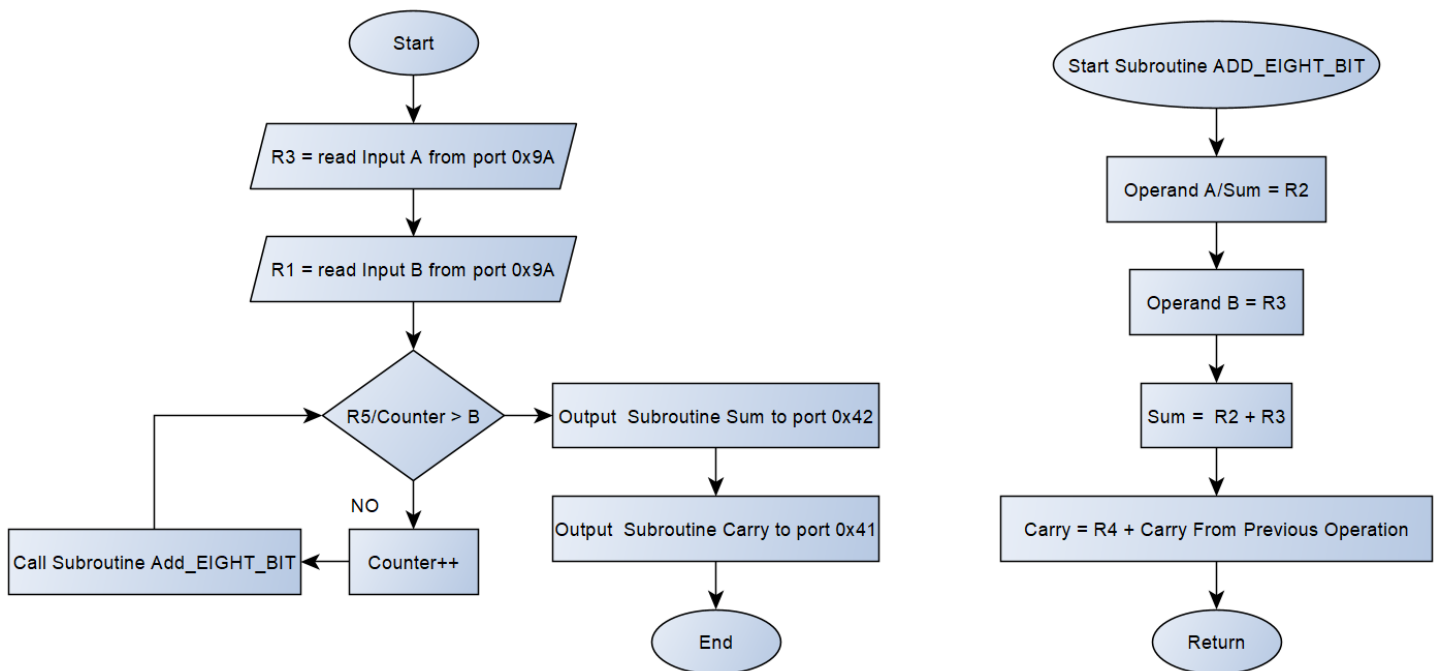 Start
R3 = read Input A from port 0x9A
R1 = read Input B from port 0x9A
R5/Counter > B
NO
Counter++
Call Subroutine Add_EIGHT_BIT
Output Subroutine Sum to port 0x42
Output Subroutine Carry to port 0x41
End
Start Subroutine ADD_EIGHT_BIT
Operand A/Sum = R2
Operand B = R3
Sum = R2 + R3
Carry = R4 + Carry From Previous Operation
Return